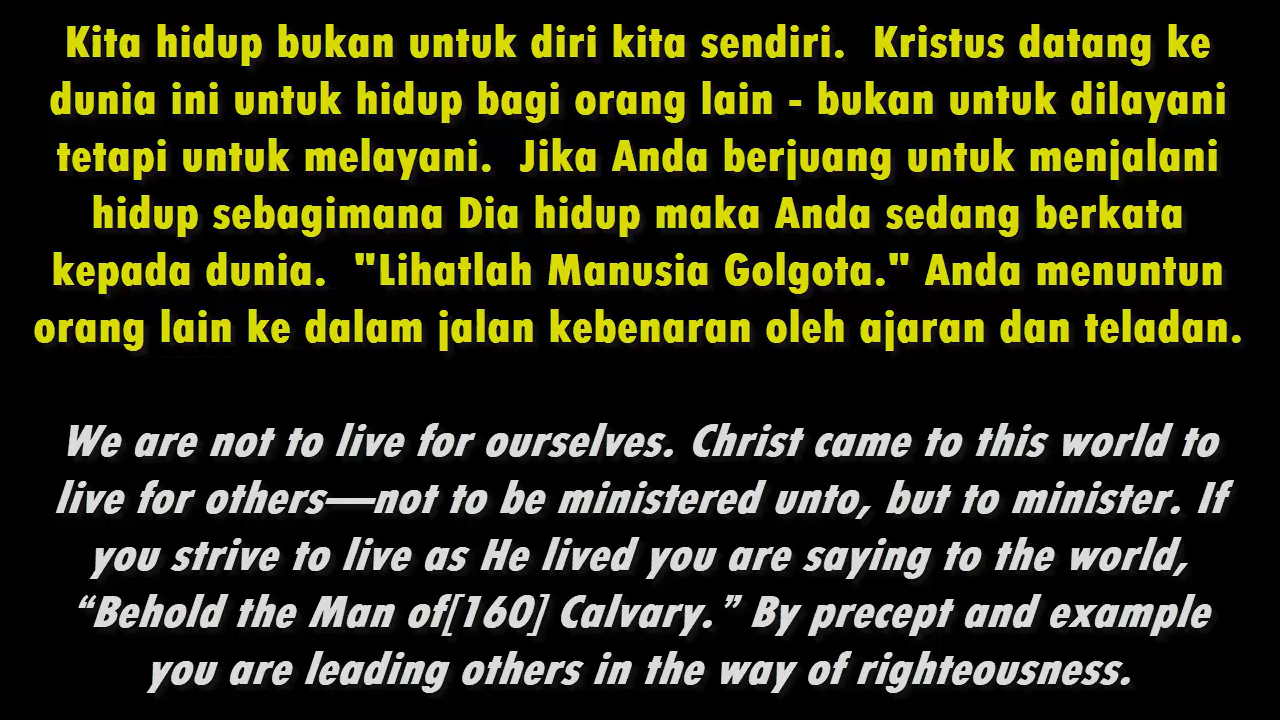 Kita hidup bukan untuk diri kita sendiri.  Kristus datang ke
dunia ini untuk hidup bagi orang lain - bukan untuk dilayani
tetapi untuk melayani.  Jika Anda berjuang untuk menjalani
hidup sebagimana Dia hidup maka Anda sedang berkata
kepada dunia.  "Lihatlah Manusia Golgota." Anda menuntun
orang lain ke dalam jalan kebenaran oleh ajaran dan teladan.
We are not to live for ourselves. Christ came to this world to
live for others—not to be ministered unto, but to minister. If
you strive to live as He lived you are saying to the world,
“Behold the Man of[160] Calvary.” By precept and example
you are leading others in the way of righteousness.